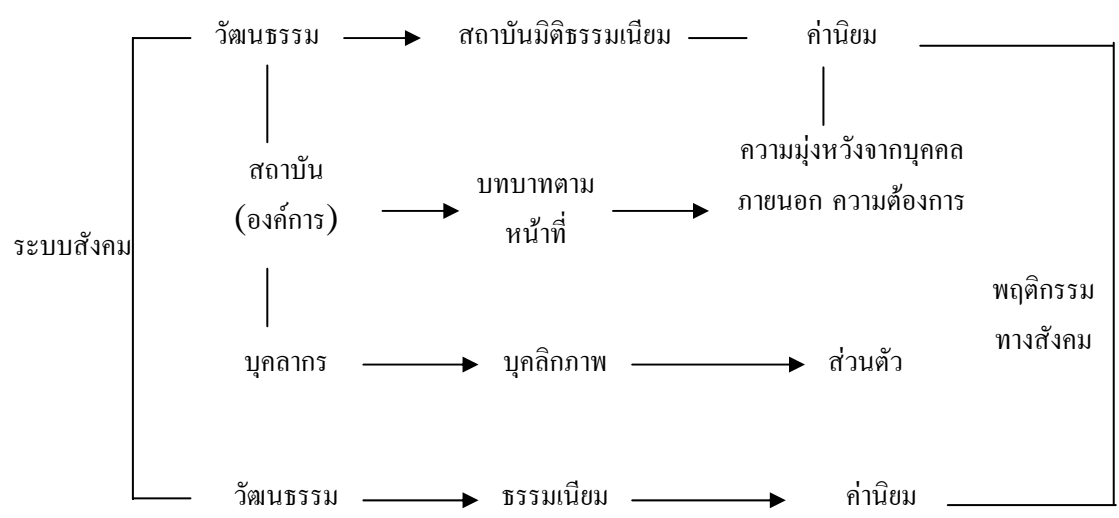 วัฒนธรรม สถาบันมิติธรรมเนียม ค่านิยม
สถาบัน
(องค์การ)
บทบาทตาม
หน้าที่
ความมุ่งหวังจากบุคคล
ภายนอก ความต้องการ
ระบบสังคม
พฤติกรรม
ทางสังคม
บุคลากร บุคลิกภาพ ส่วนตัว
วัฒนธรรม ธรรมเนียม ค่านิยม